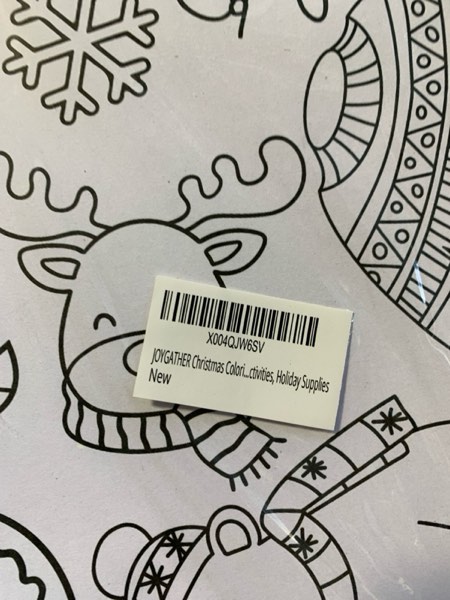 X004QJW6SV
JOYGATHER Christmas Colori...ctivities, Holiday Supplies
New